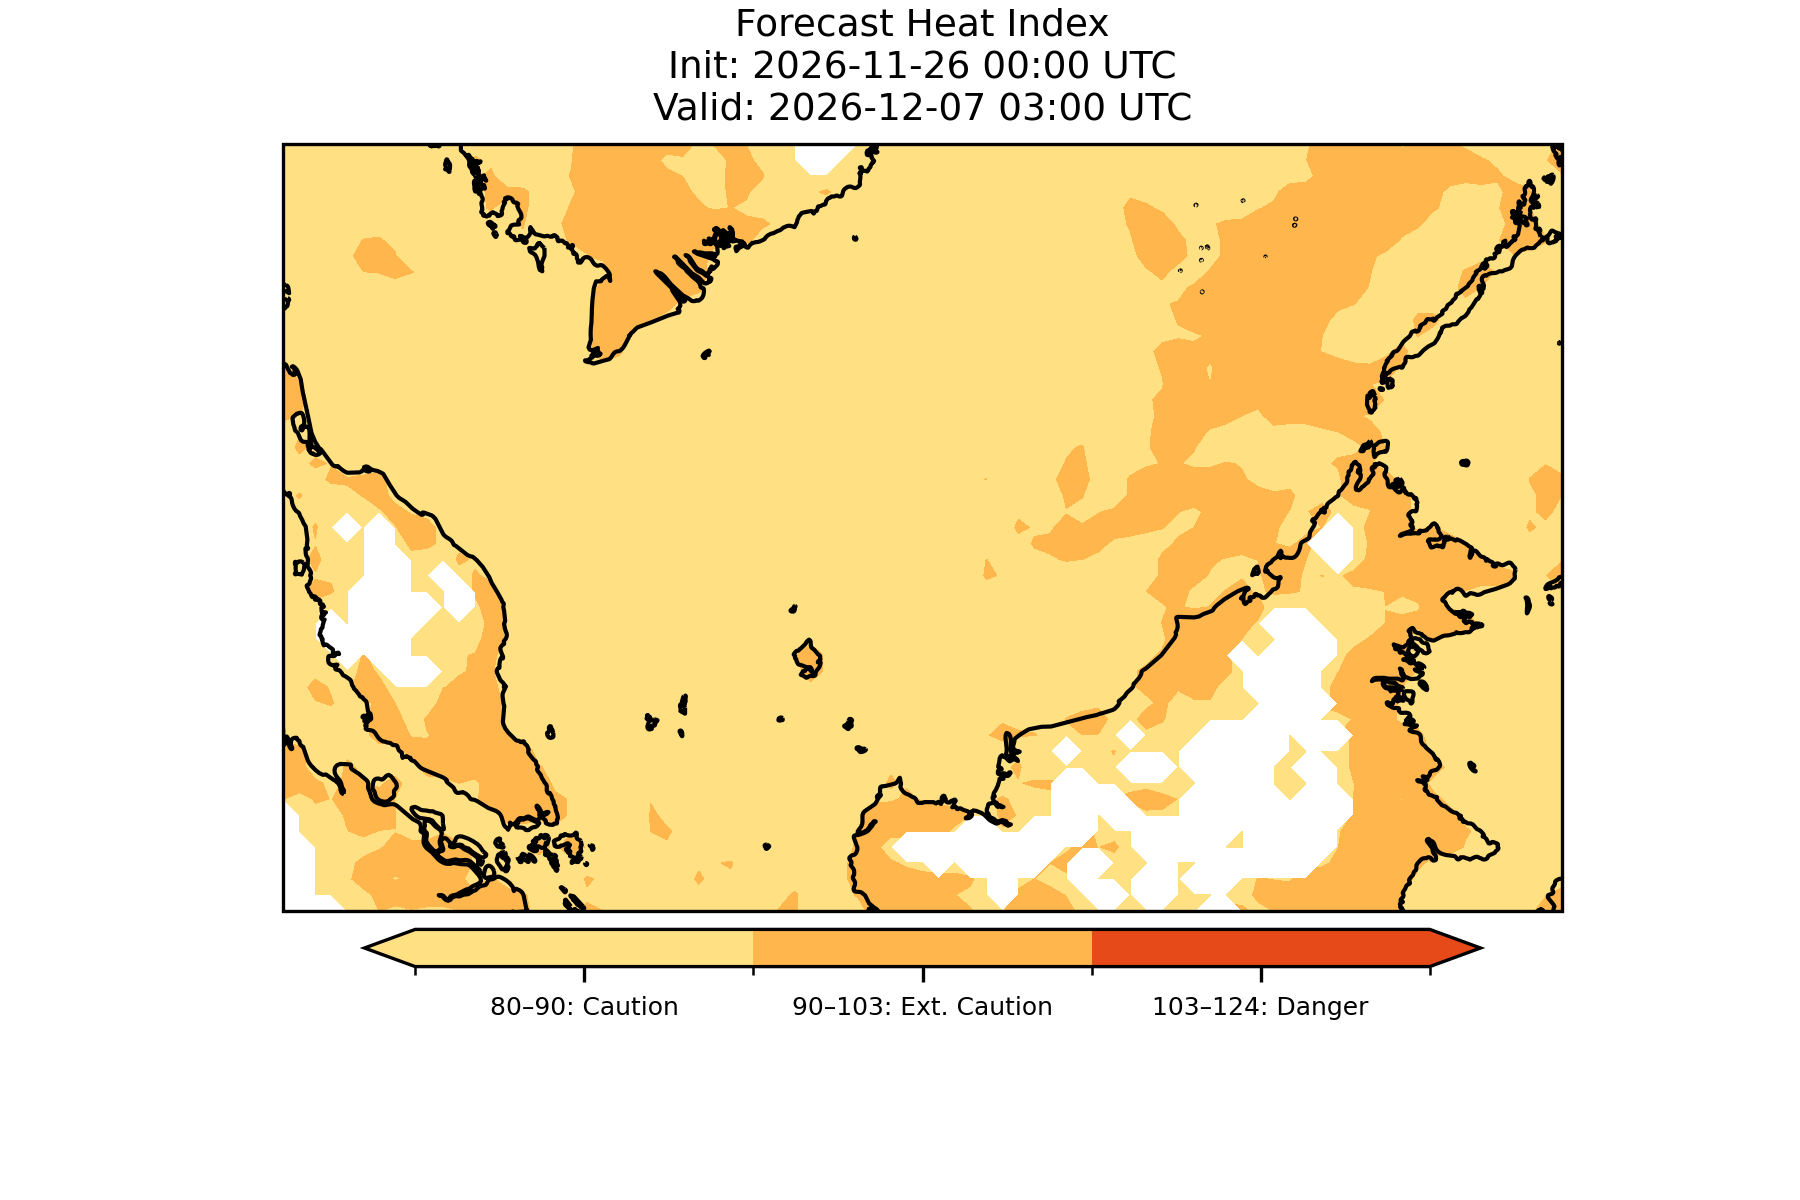 Forecast Heat Index
Init: 2026-11-26 00:00 UTC
Valid: 2026-12-07 03:00 UTC
80–90: Caution
90–103: Ext. Caution
103–124: Danger